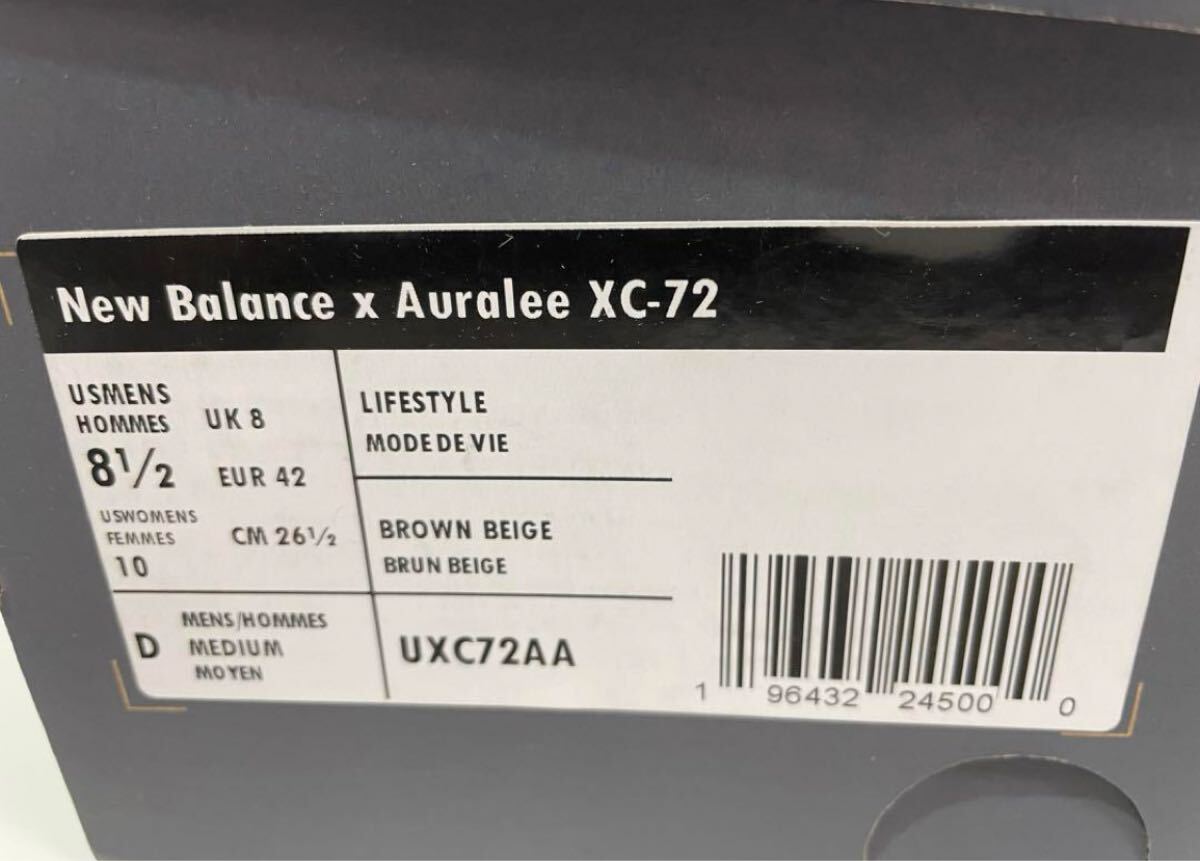 New Balance x Auralee XC-72
USMENS
HOMMES
8½
UK 8
EUR 42
USWOMENS
FEMMES
10
CM 26½
D
MENS/HOMMES
MEDIUM
MOYEN
LIFESTYLE
MODE DE VIE
BROWN BEIGE
BRUN BEIGE
UXC72AA
1 96432 24500 0